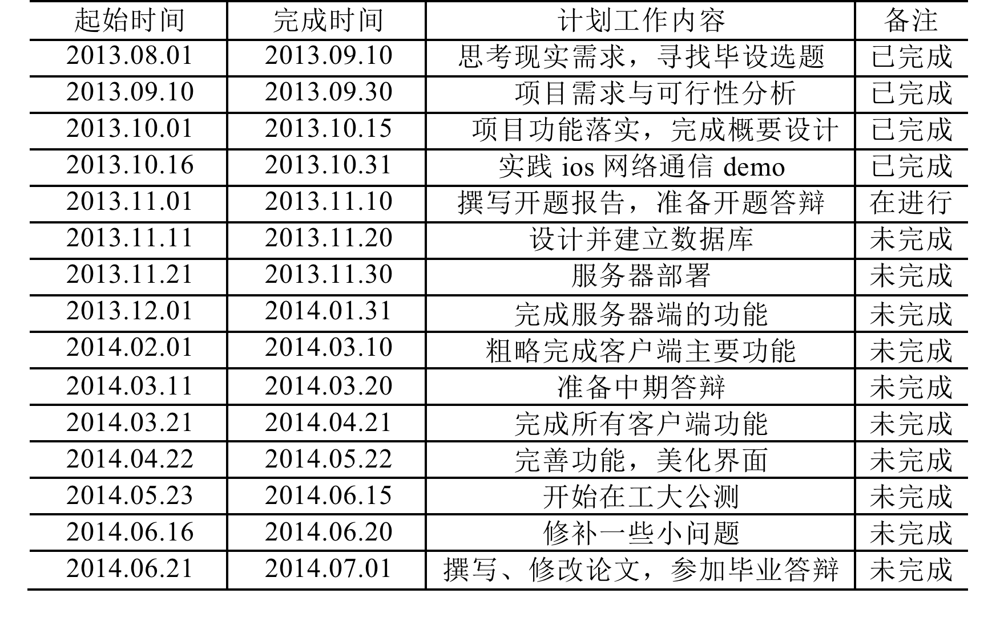 起始时间 完成时间 计划工作内容 备注
2013.08.01 2013.09.10 思考现实需求，寻找毕设选题 已完成
2013.09.10 2013.09.30 项目需求与可行性分析 已完成
2013.10.01 2013.10.15 项目功能落实，完成概要设计 已完成
2013.10.16 2013.10.31 实践 ios 网络通信 demo 已完成
2013.11.01 2013.11.10 撰写开题报告，准备开题答辩 在进行
2013.11.11 2013.11.20 设计并建立数据库 未完成
2013.11.21 2013.11.30 服务器部署 未完成
2013.12.01 2014.01.31 完成服务器端的功能 未完成
2014.02.01 2014.03.10 粗略完成客户端主要功能 未完成
2014.03.11 2014.03.20 准备中期答辩 未完成
2014.03.21 2014.04.21 完成所有客户端功能 未完成
2014.04.22 2014.05.22 完善功能，美化界面 未完成
2014.05.23 2014.06.15 开始在工大公测 未完成
2014.06.16 2014.06.20 修补一些小问题 未完成
2014.06.21 2014.07.01 撰写、修改论文，参加毕业答辩 未完成